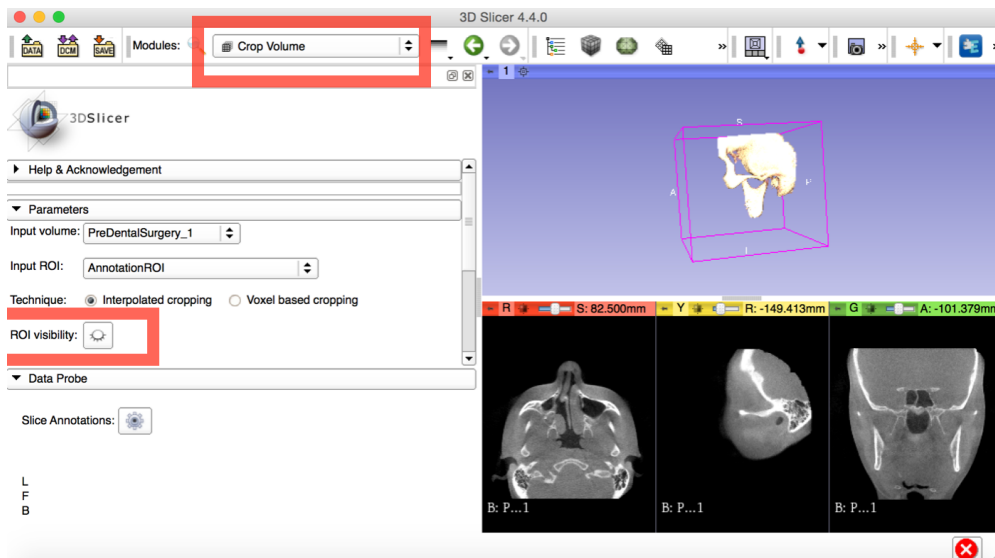 3D Slicer 4.4.0
DATA DCM SAVE Modules: Crop Volume » » »
1
3DSlicer
Help & Acknowledgement
Parameters
Input volume: PreDentalSurgery_1
Input ROI: AnnotationROI
Technique: Interpolated cropping Voxel based cropping
ROI visibility:
Data Probe
Slice Annotations:
L
F
B
S
A P
I
R S: 82.500mm Y R: -149.413mm G A: -101.379mm
B: P...1 B: P...1 B: P...1